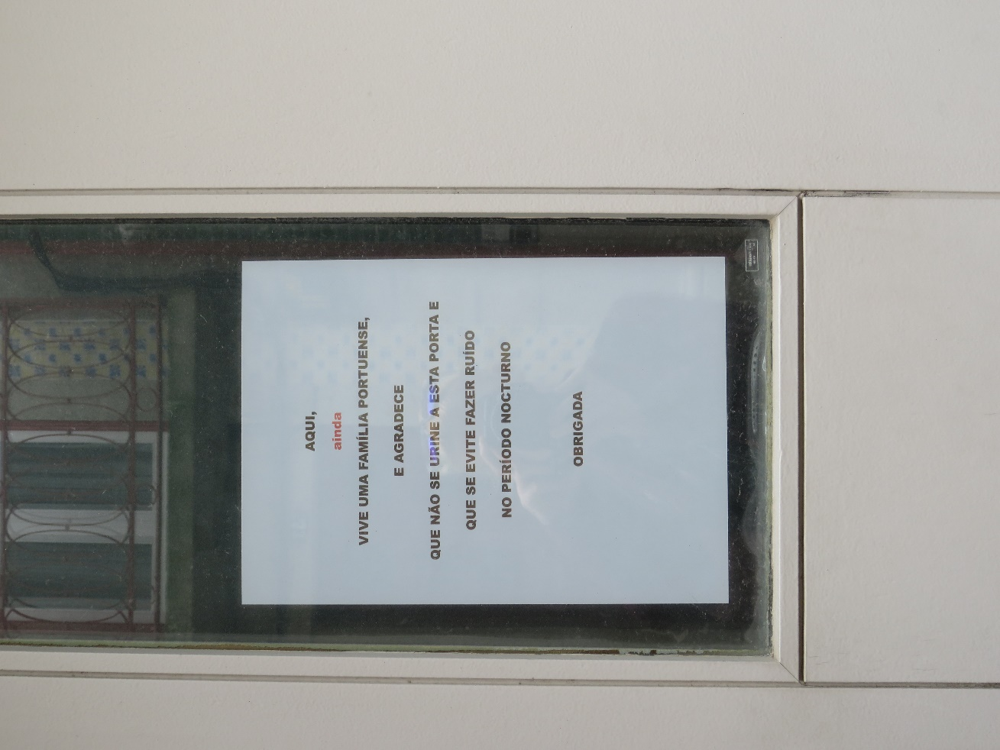 AQUI,
ainda
VIVE UMA FAMÍLIA PORTUENSE,
E AGRADECE
QUE NÃO SE URINE A ESTA PORTA E
QUE SE EVITE FAZER RUÍDO
NO PERÍODO NOCTURNO
OBRIGADA